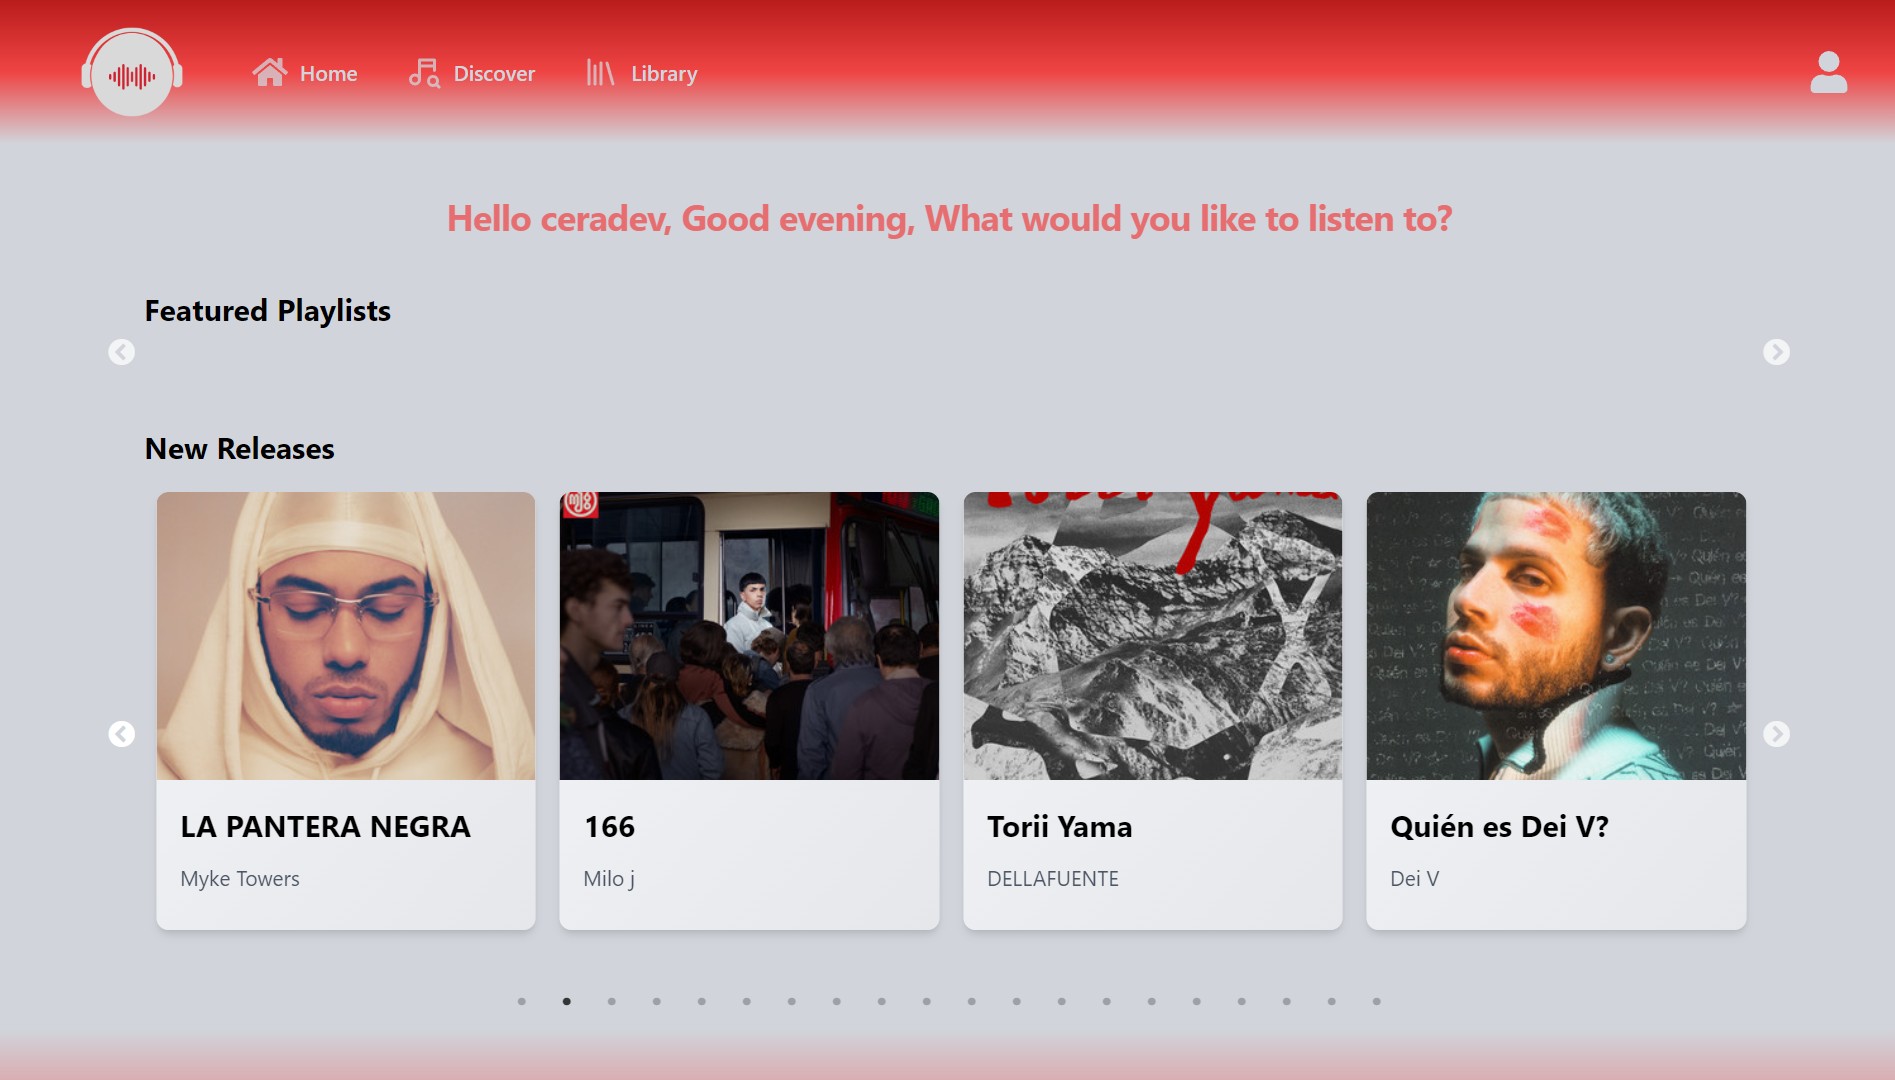 Home
Discover
Library
Hello ceradev, Good evening, What would you like to listen to?
Featured Playlists
New Releases
LA PANTERA NEGRA
Myke Towers
166
Milo j
Torii Yama
DELLAFUENTE
Quién es Dei V?
Dei V